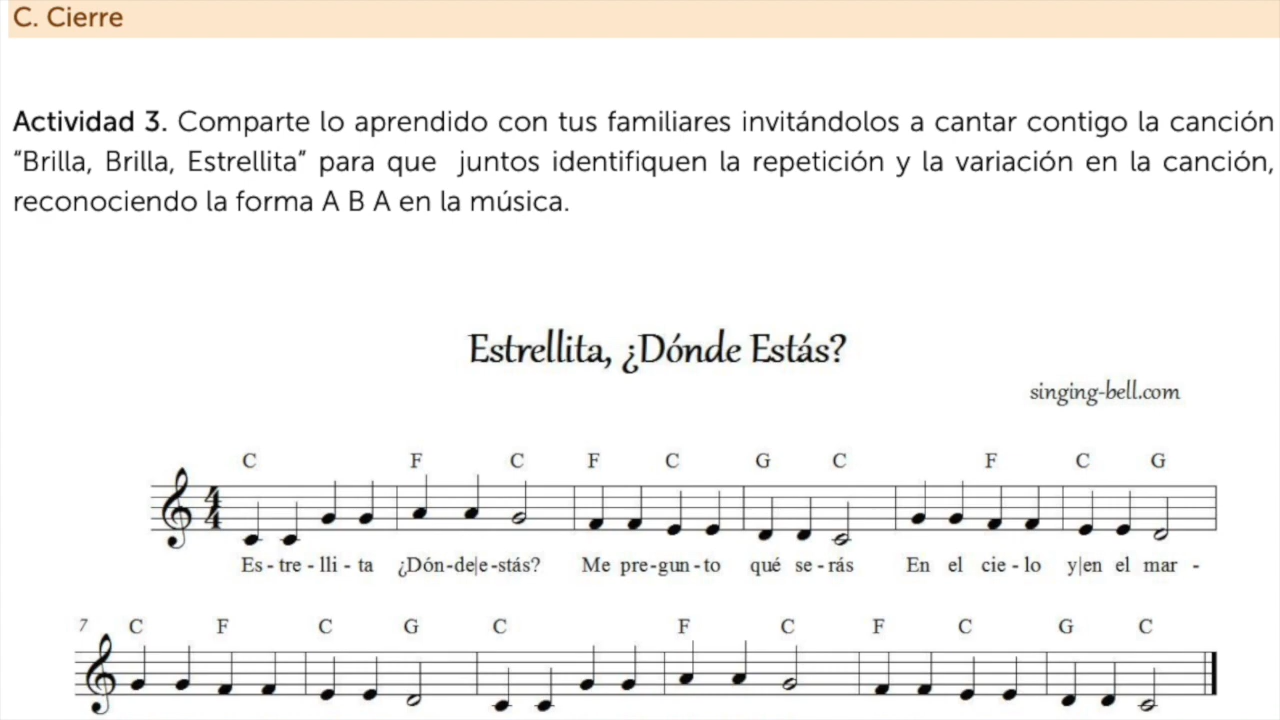 C. Cierre
Actividad 3. Comparte lo aprendido con tus familiares invitándolos a cantar contigo la canción
“Brilla, Brilla, Estrellita” para que juntos identifiquen la repetición y la variación en la canción,
reconociendo la forma A B A en la música.
Estrellita, ¿Dónde Estás?
singing-bell.com
C F C F C G C F C G
4
4
Es - tre - lli - ta ¿Dón-de|e-stás? Me pre-gun-to qué se-rás En el cie - lo y|en el mar -
7 C F C G C F C F C G C